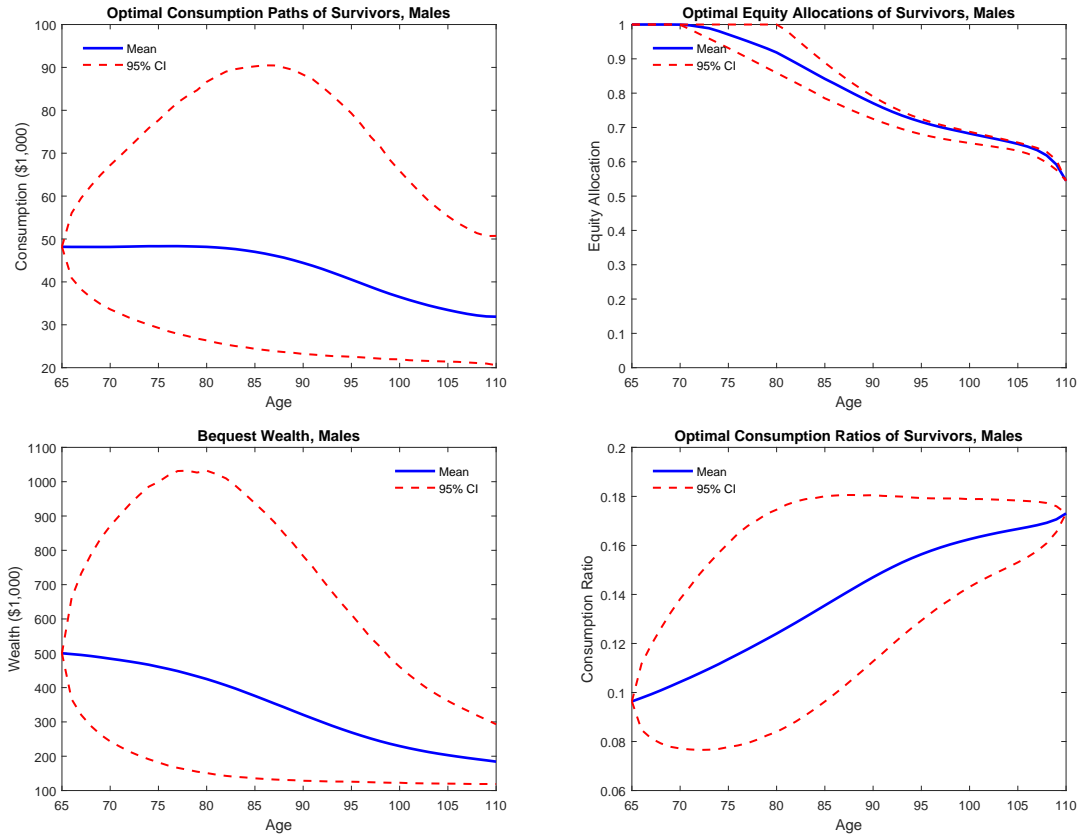 Optimal Consumption Paths of Survivors, Males
100
90
80
70
60
50
40
30
20
Consumption ($1,000)
Mean
95% CI
65 70 75 80 85 90 95 100 105 110
Age
Optimal Equity Allocations of Survivors, Males
1
0.9
0.8
0.7
0.6
0.5
0.4
0.3
0.2
0.1
0
Equity Allocation
Mean
95% CI
65 70 75 80 85 90 95 100 105 110
Age
Bequest Wealth, Males
1100
1000
900
800
700
600
500
400
300
200
100
Wealth ($1,000)
Mean
95% CI
65 70 75 80 85 90 95 100 105 110
Age
Optimal Consumption Ratios of Survivors, Males
0.2
0.18
0.16
0.14
0.12
0.1
0.08
0.06
Consumption Ratio
Mean
95% CI
65 70 75 80 85 90 95 100 105 110
Age